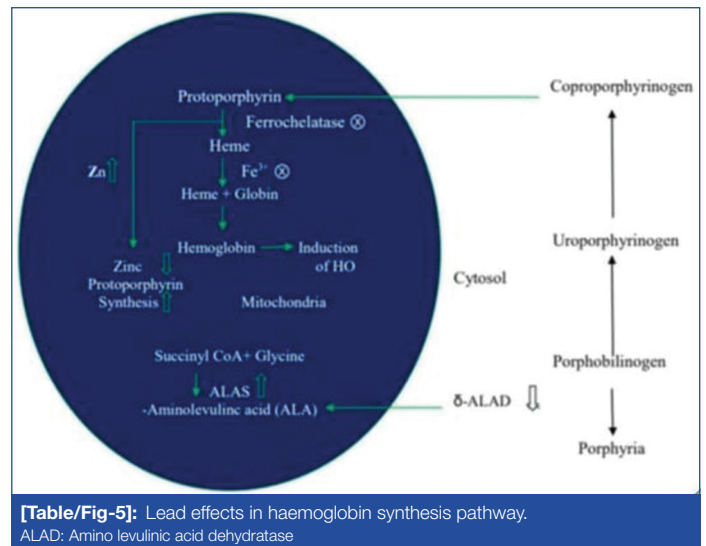 Protoporphyrin
Coproporphyrinogen
Ferrochelatase ⊗
Heme
Zn⇧
Fe³⁺ ⊗
Heme + Globin
Hemoglobin
Induction
of HO
Uroporphyrinogen
Zinc ⇩
Protoporphyrin
Synthesis ⇧
Mitochondria
Cytosol
Succinyl CoA+ Glycine
ALAS ⇧
-Aminolevulinc acid (ALA)
δ-ALAD ⇩
Porphobilinogen
Porphyria
[Table/Fig-5]: Lead effects in haemoglobin synthesis pathway.
ALAD: Amino levulinic acid dehydratase